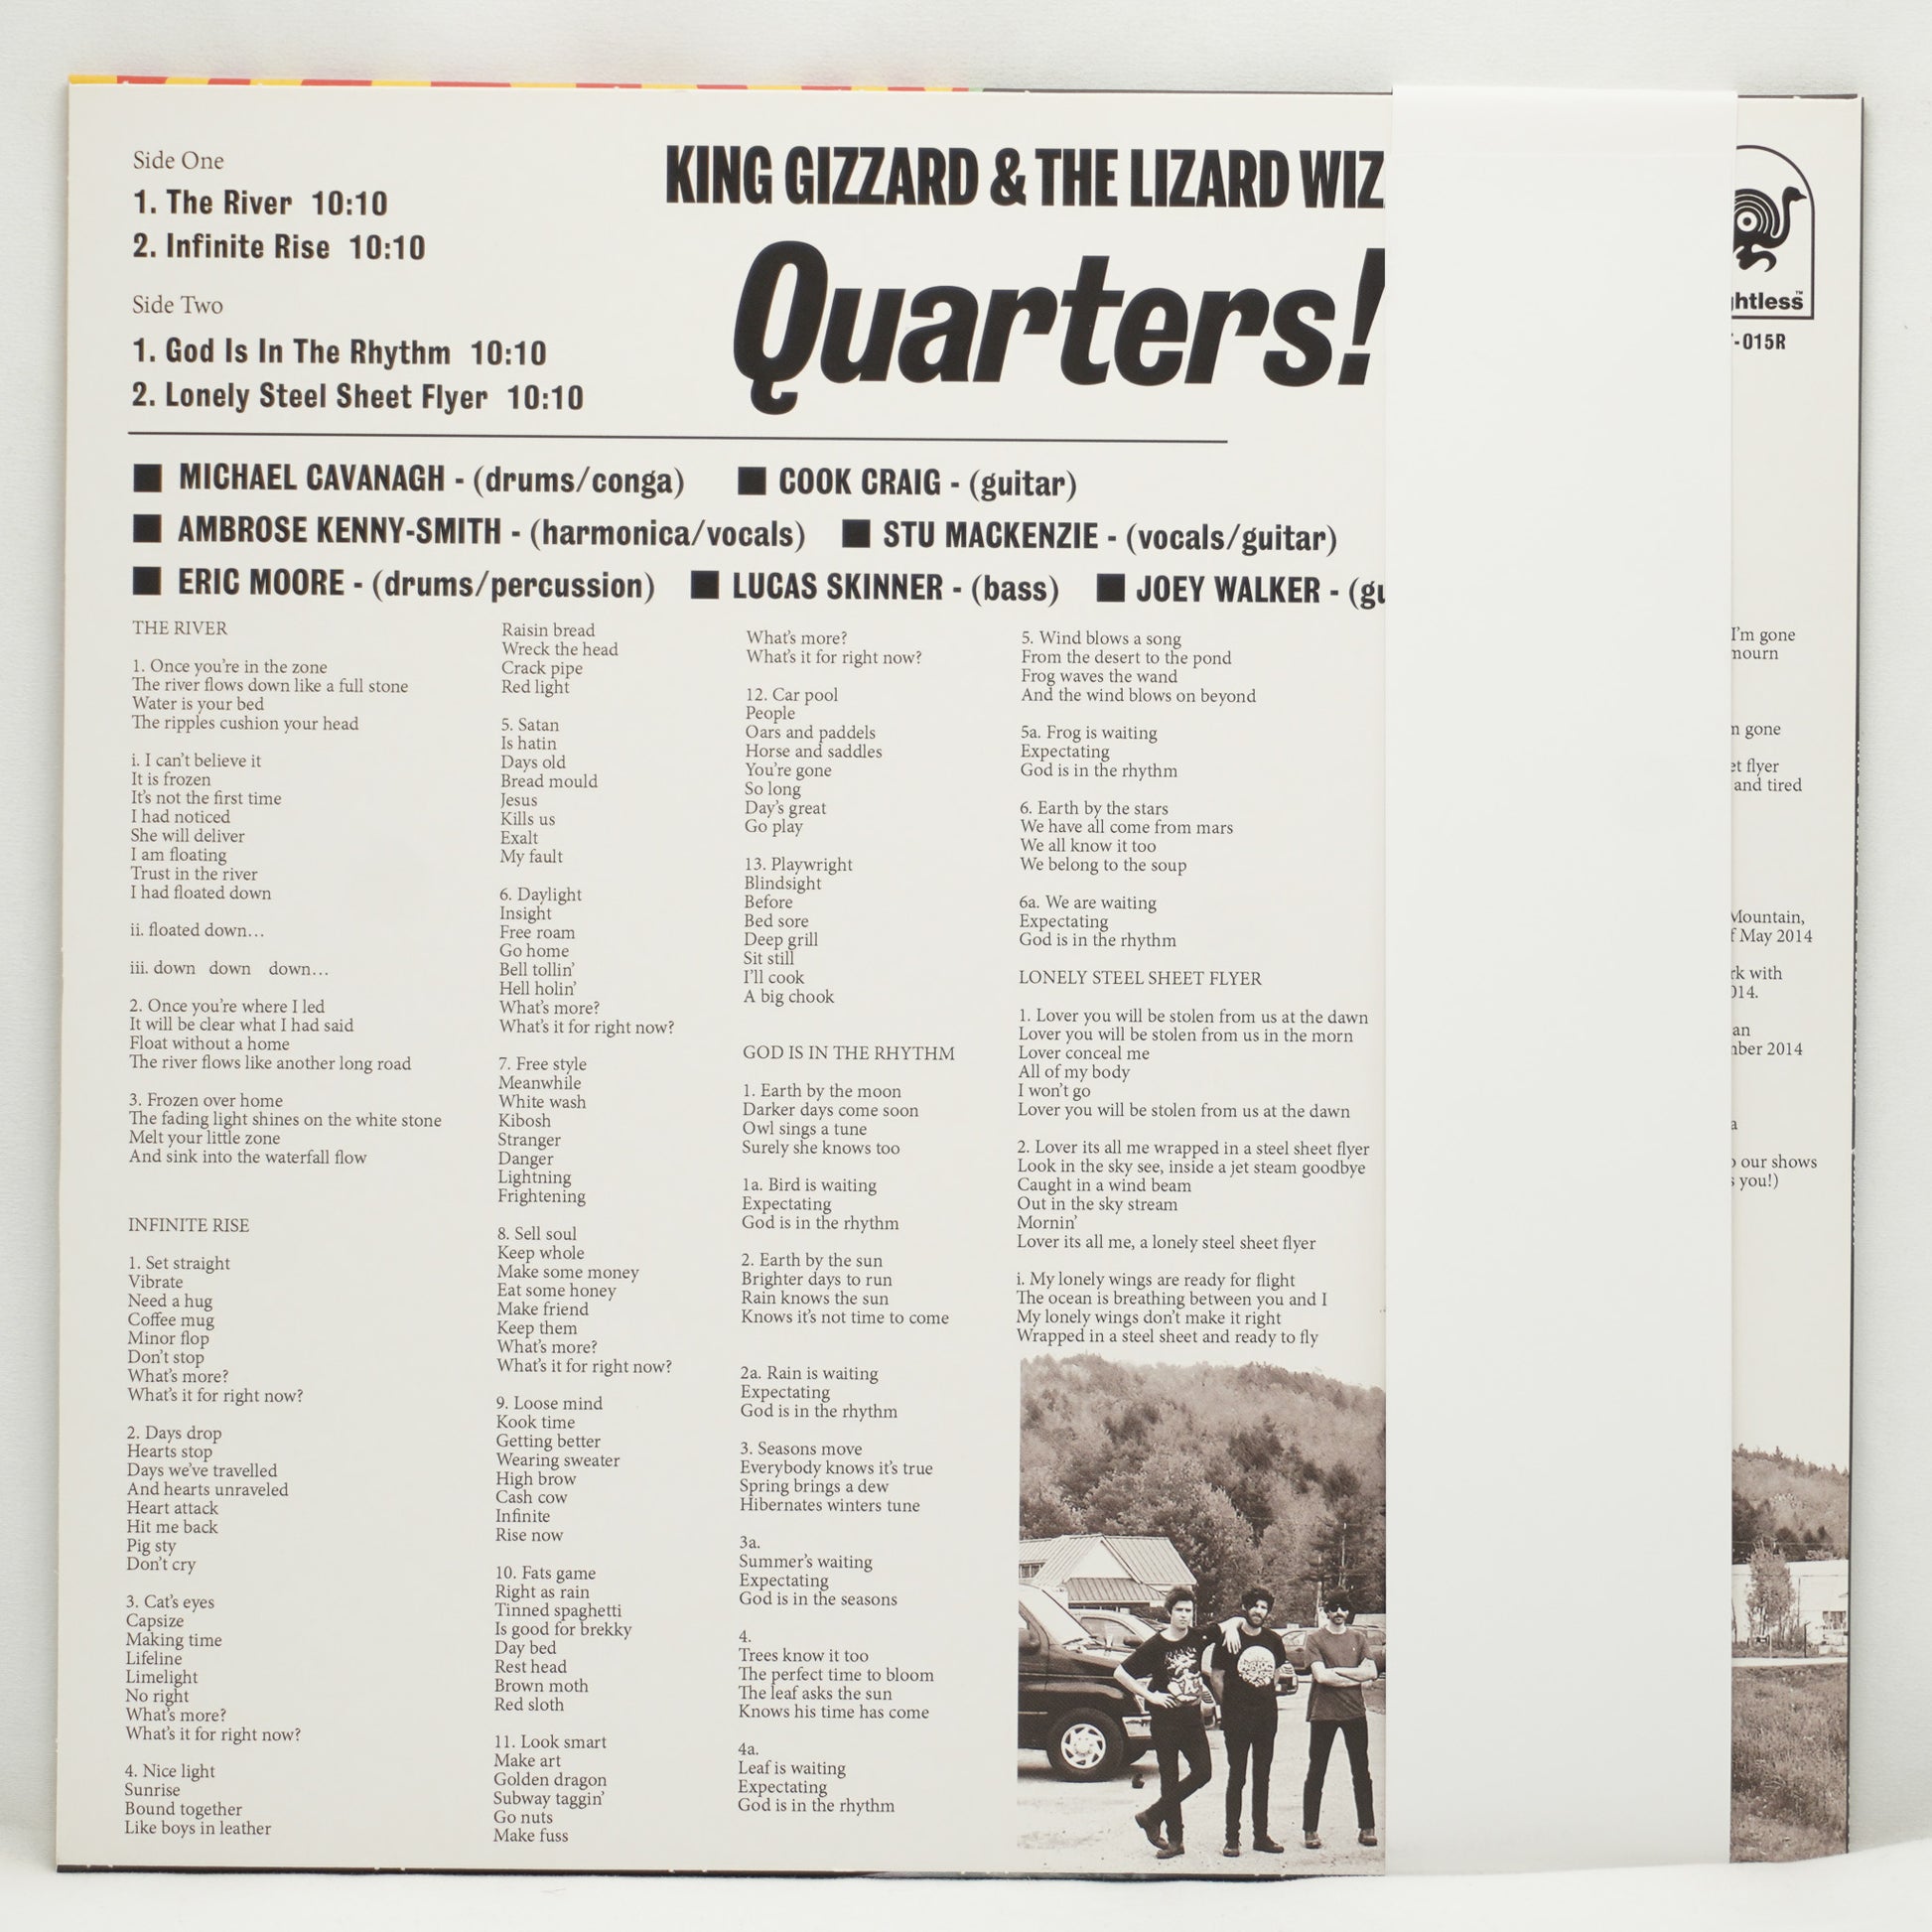 Side One
1. The River 10:10
2. Infinite Rise 10:10
Side Two
1. God Is In The Rhythm 10:10
2. Lonely Steel Sheet Flyer 10:10
KING GIZZARD & THE LIZARD WIZ
Quarters!
htless™
-015R
■ MICHAEL CAVANAGH - (drums/conga) ■ COOK CRAIG - (guitar)
■ AMBROSE KENNY-SMITH - (harmonica/vocals) ■ STU MACKENZIE - (vocals/guitar)
■ ERIC MOORE - (drums/percussion) ■ LUCAS SKINNER - (bass) ■ JOEY WALKER - (gu
THE RIVER
1. Once you're in the zone
The river flows down like a full stone
Water is your bed
The ripples cushion your head
i. I can't believe it
It is frozen
It's not the first time
I had noticed
She will deliver
I am floating
Trust in the river
I had floated down
ii. floated down…
iii. down down down…
2. Once you're where I led
It will be clear what I had said
Float without a home
The river flows like another long road
3. Frozen over home
The fading light shines on the white stone
Melt your little zone
And sink into the waterfall flow
INFINITE RISE
1. Set straight
Vibrate
Need a hug
Coffee mug
Minor flop
Don't stop
What's more?
What's it for right now?
2. Days drop
Hearts stop
Days we've travelled
And hearts unraveled
Heart attack
Hit me back
Pig sty
Don't cry
3. Cat's eyes
Capsize
Making time
Lifeline
Limelight
No right
What's more?
What's it for right now?
4. Nice light
Sunrise
Bound together
Like boys in leather
Raisin bread
Wreck the head
Crack pipe
Red light
5. Satan
Is hatin
Days old
Bread mould
Jesus
Kills us
Exalt
My fault
6. Daylight
Insight
Free roam
Go home
Bell tollin'
Hell holin'
What's more?
What's it for right now?
7. Free style
Meanwhile
White wash
Kibosh
Stranger
Danger
Lightning
Frightening
8. Sell soul
Keep whole
Make some money
Eat some honey
Make friend
Keep them
What's more?
What's it for right now?
9. Loose mind
Kook time
Getting better
Wearing sweater
High brow
Cash cow
Infinite
Rise now
10. Fats game
Right as rain
Tinned spaghetti
Is good for brekky
Day bed
Rest head
Brown moth
Red sloth
11. Look smart
Make art
Golden dragon
Subway taggin'
Go nuts
Make fuss
What's more?
What's it for right now?
12. Car pool
People
Oars and paddels
Horse and saddles
You're gone
So long
Day's great
Go play
13. Playwright
Blindsight
Before
Bed sore
Deep grill
Sit still
I'll cook
A big chook
GOD IS IN THE RHYTHM
1. Earth by the moon
Darker days come soon
Owl sings a tune
Surely she knows too
1a. Bird is waiting
Expectating
God is in the rhythm
2. Earth by the sun
Brighter days to run
Rain knows the sun
Knows it's not time to come
2a. Rain is waiting
Expectating
God is in the rhythm
3. Seasons move
Everybody knows it's true
Spring brings a dew
Hibernates winters tune
3a.
Summer's waiting
Expectating
God is in the seasons
4.
Trees know it too
The perfect time to bloom
The leaf asks the sun
Knows his time has come
4a.
Leaf is waiting
Expectating
God is in the rhythm
5. Wind blows a song
From the desert to the pond
Frog waves the wand
And the wind blows on beyond
5a. Frog is waiting
Expectating
God is in the rhythm
6. Earth by the stars
We have all come from mars
We all know it too
We belong to the soup
6a. We are waiting
Expectating
God is in the rhythm
LONELY STEEL SHEET FLYER
1. Lover you will be stolen from us at the dawn
Lover you will be stolen from us in the morn
Lover conceal me
All of my body
I won't go
Lover you will be stolen from us at the dawn
2. Lover its all me wrapped in a steel sheet flyer
Look in the sky see, inside a jet steam goodbye
Caught in a wind beam
Out in the sky stream
Mornin'
Lover its all me, a lonely steel sheet flyer
i. My lonely wings are ready for flight
The ocean is breathing between you and I
My lonely wings don't make it right
Wrapped in a steel sheet and ready to fly
I'm gone
mourn
gone
flyer
and tired
Mountain,
May 2014
with
014.
an
ber 2014
a
our shows
you!)